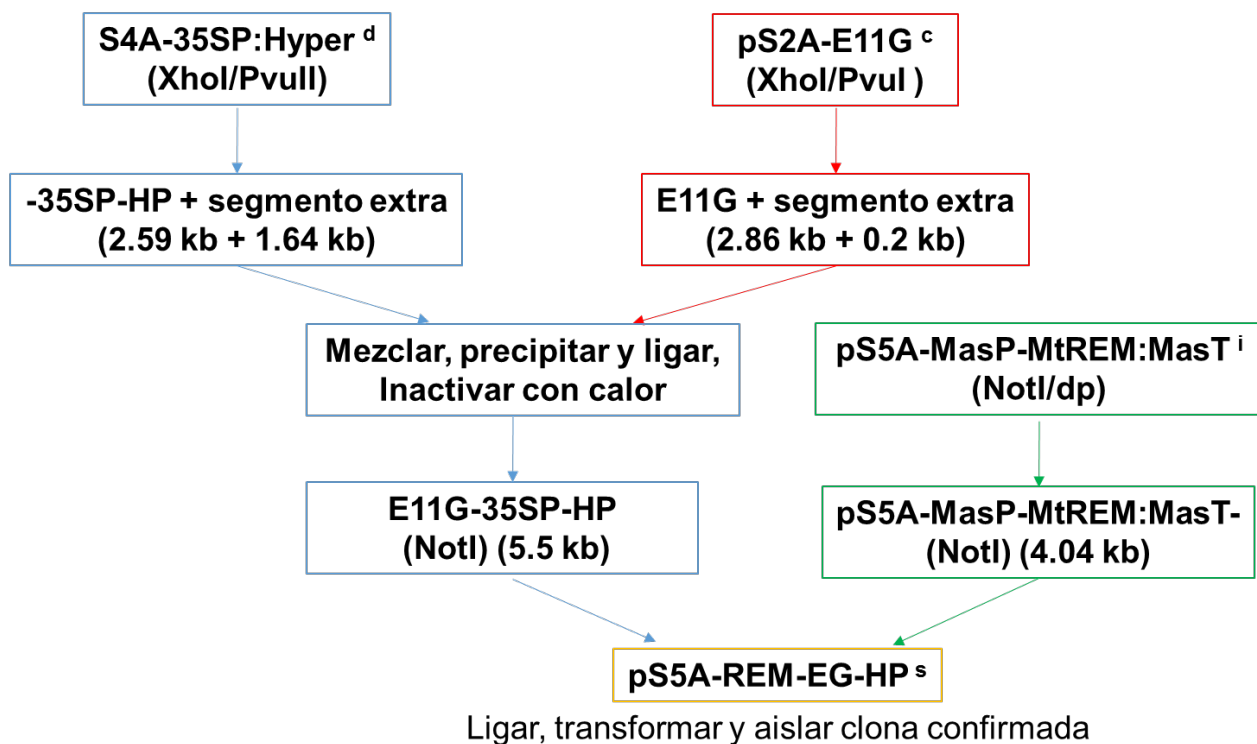 S4A-35SP:Hyper ᵈ
(XhoI/PvuII)
pS2A-E11G ᶜ
(XhoI/PvuI )
-35SP-HP + segmento extra
(2.59 kb + 1.64 kb)
E11G + segmento extra
(2.86 kb + 0.2 kb)
Mezclar, precipitar y ligar,
Inactivar con calor
pS5A-MasP-MtREM:MasT ⁱ
(NotI/dp)
E11G-35SP-HP
(NotI) (5.5 kb)
pS5A-MasP-MtREM:MasT-
(NotI) (4.04 kb)
pS5A-REM-EG-HP ˢ
Ligar, transformar y aislar clona confirmada